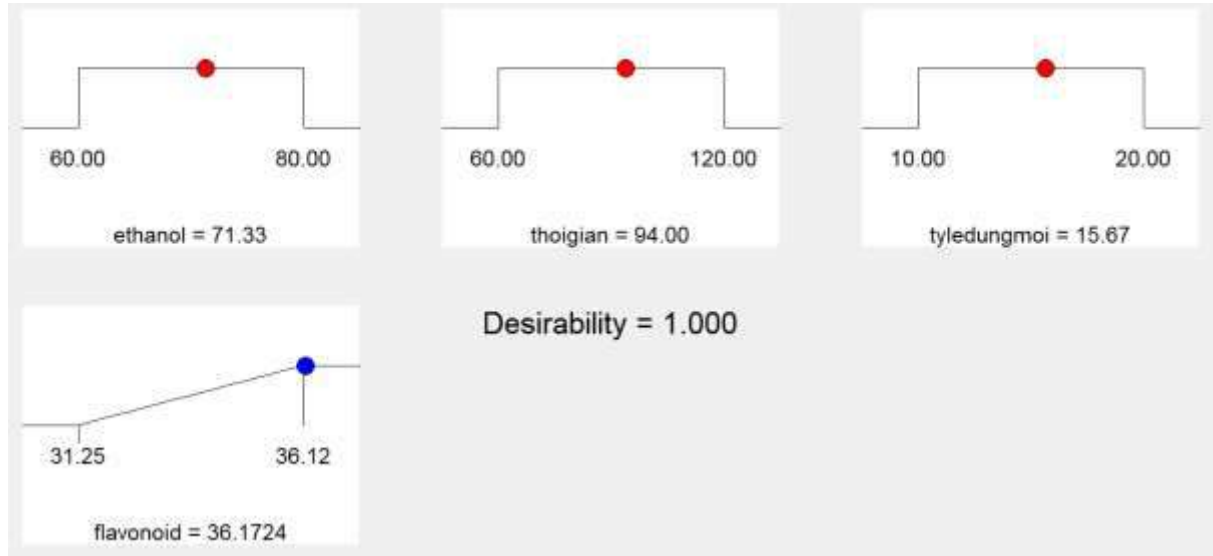 60.00 80.00
ethanol = 71.33
60.00 120.00
thoigian = 94.00
10.00 20.00
tyledungmoi = 15.67
31.25 36.12
flavonoid = 36.1724
Desirability = 1.000